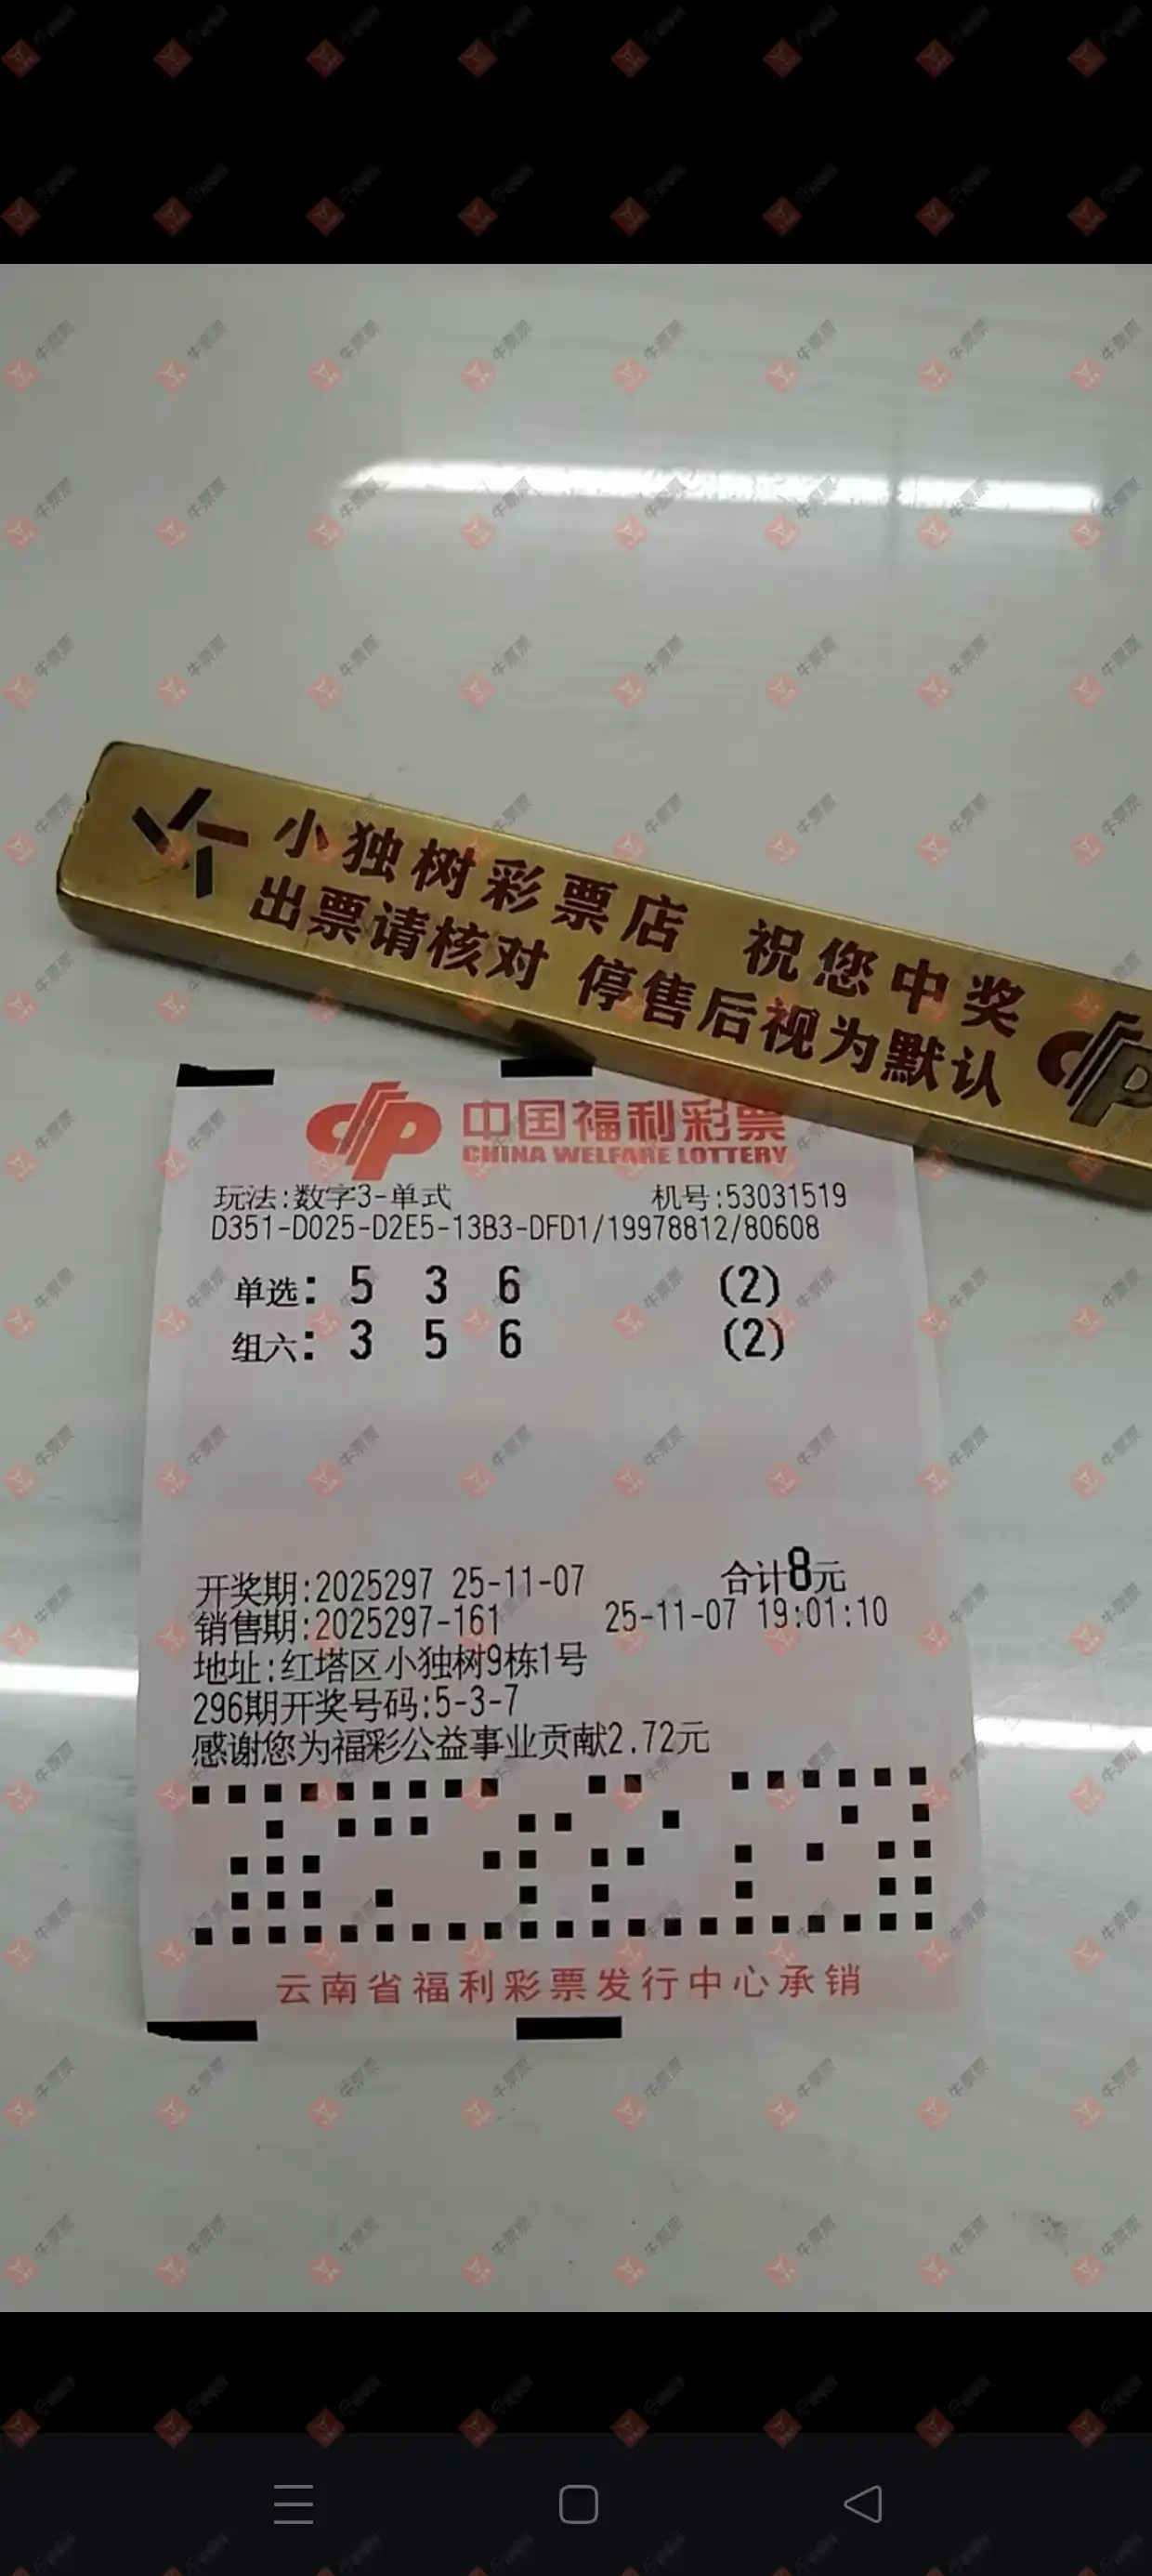 小独树彩票店 祝您中奖
出票请核对 停售后视为默认
中国福利彩票
CHINA WELFARE LOTTERY
玩法:数字3-单式 机号:53031519
D351-D025-D2E5-13B3-DFD1/19978812/80608
单选: 5 3 6 (2)
组六: 3 5 6 (2)
开奖期:2025297 25-11-07 合计8元
销售期:2025297-161 25-11-07 19:01:10
地址:红塔区小独树9栋1号
296期开奖号码:5-3-7
感谢您为福彩公益事业贡献2.72元
云南省福利彩票发行中心承销
牛票票